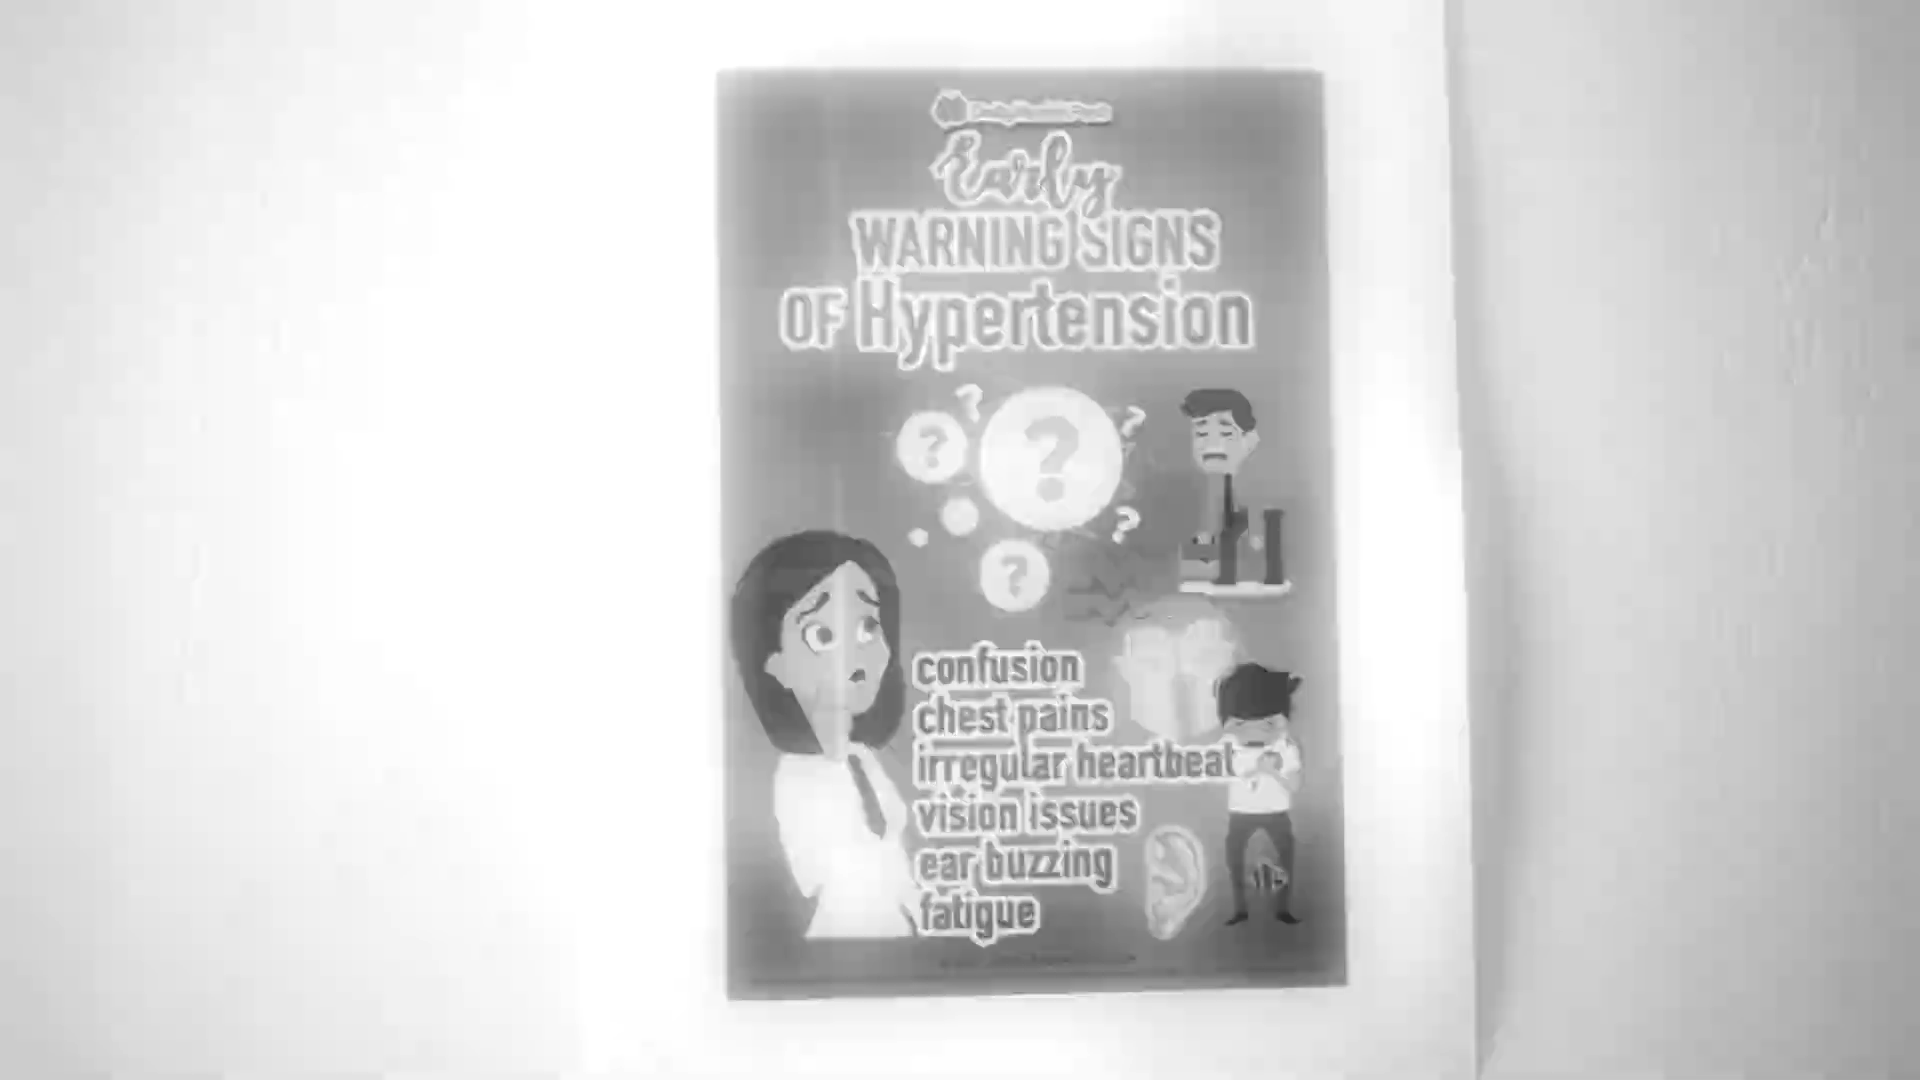 Early
WARNING SIGNS
OF Hypertension
?
?
?
?
?
?
confusion
chest pains
irregular heartbeat
vision issues
ear buzzing
fatigue